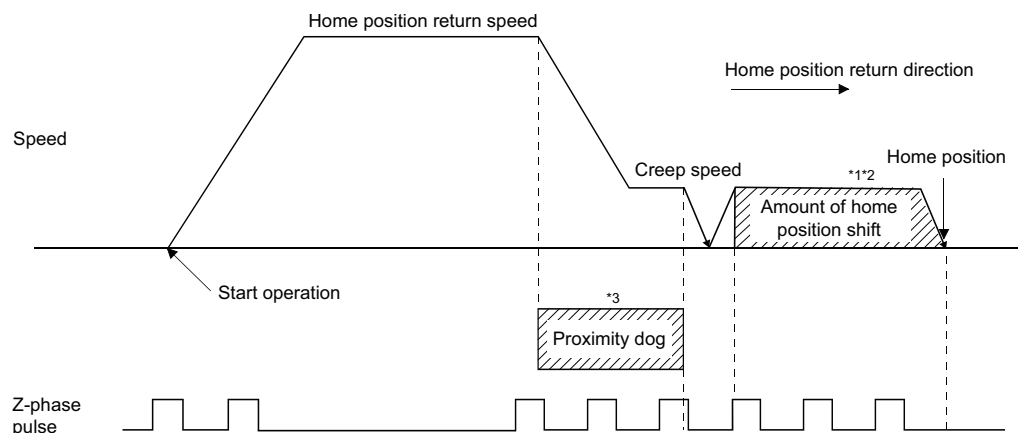 Home position return speed
Home position return direction
Speed
Home position
Creep speed
*1*2
Amount of home
position shift
Start operation
*3
Proximity dog
Z-phase
pulse